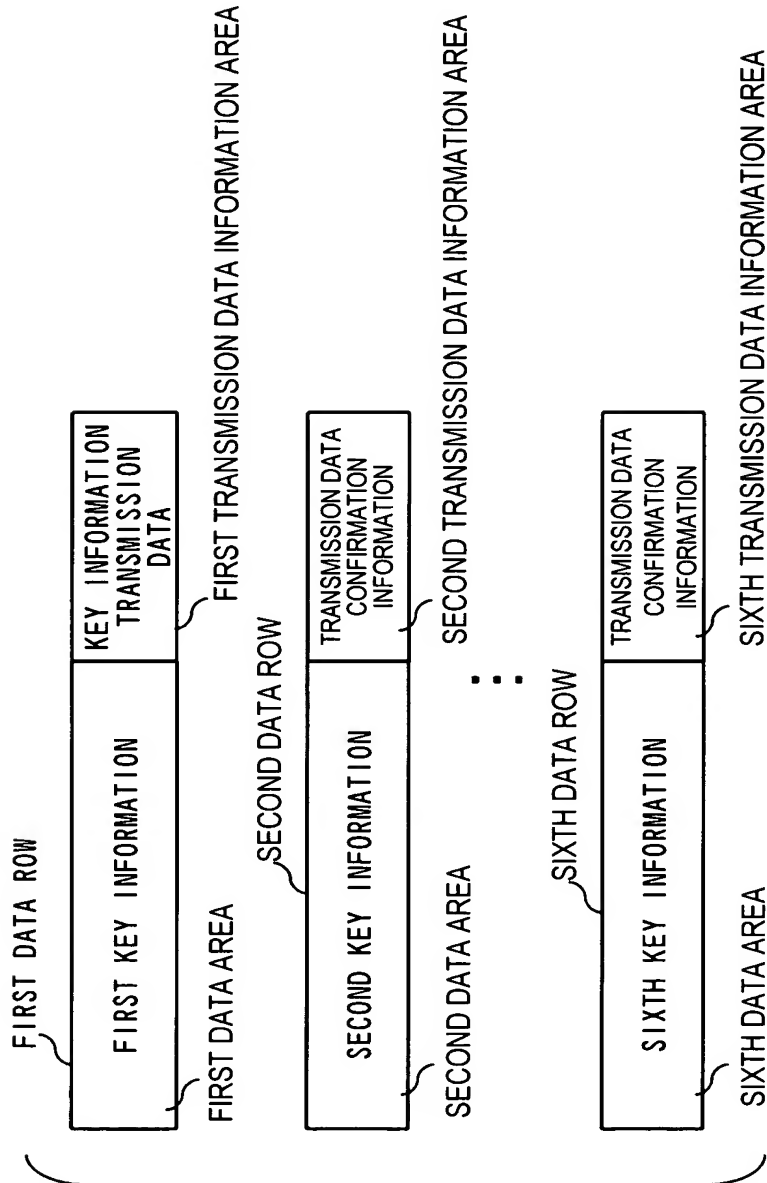 FIRST DATA ROW
FIRST KEY INFORMATION
KEY INFORMATION
TRANSMISSION
DATA
FIRST DATA AREA
FIRST TRANSMISSION DATA INFORMATION AREA
SECOND DATA ROW
SECOND KEY INFORMATION
TRANSMISSION DATA
CONFIRMATION
INFORMATION
SECOND DATA AREA
SECOND TRANSMISSION DATA INFORMATION AREA
SIXTH DATA ROW
SIXTH KEY INFORMATION
TRANSMISSION DATA
CONFIRMATION
INFORMATION
SIXTH DATA AREA
SIXTH TRANSMISSION DATA INFORMATION AREA